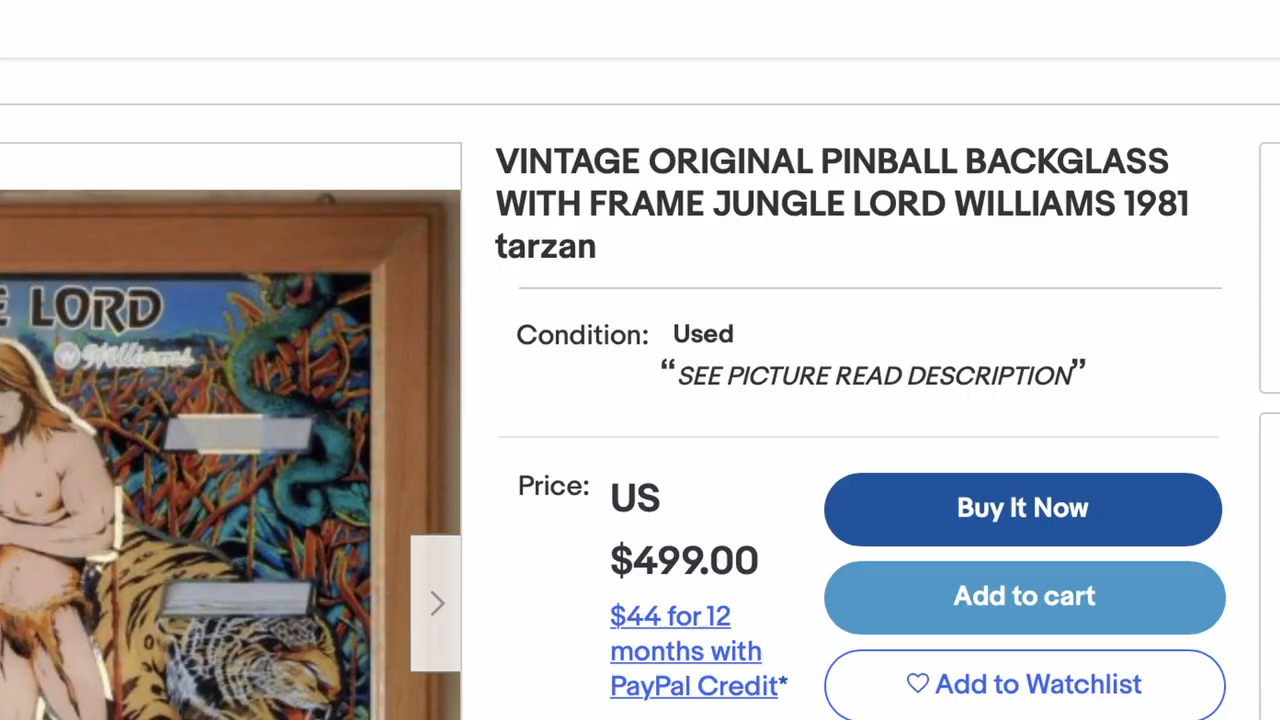 VINTAGE ORIGINAL PINBALL BACKGLASS
WITH FRAME JUNGLE LORD WILLIAMS 1981
tarzan
E LORD
Williams
Condition: Used
“SEE PICTURE READ DESCRIPTION”
Price: US
$499.00
$44 for 12
months with
PayPal Credit*
Buy It Now
Add to cart
Add to Watchlist